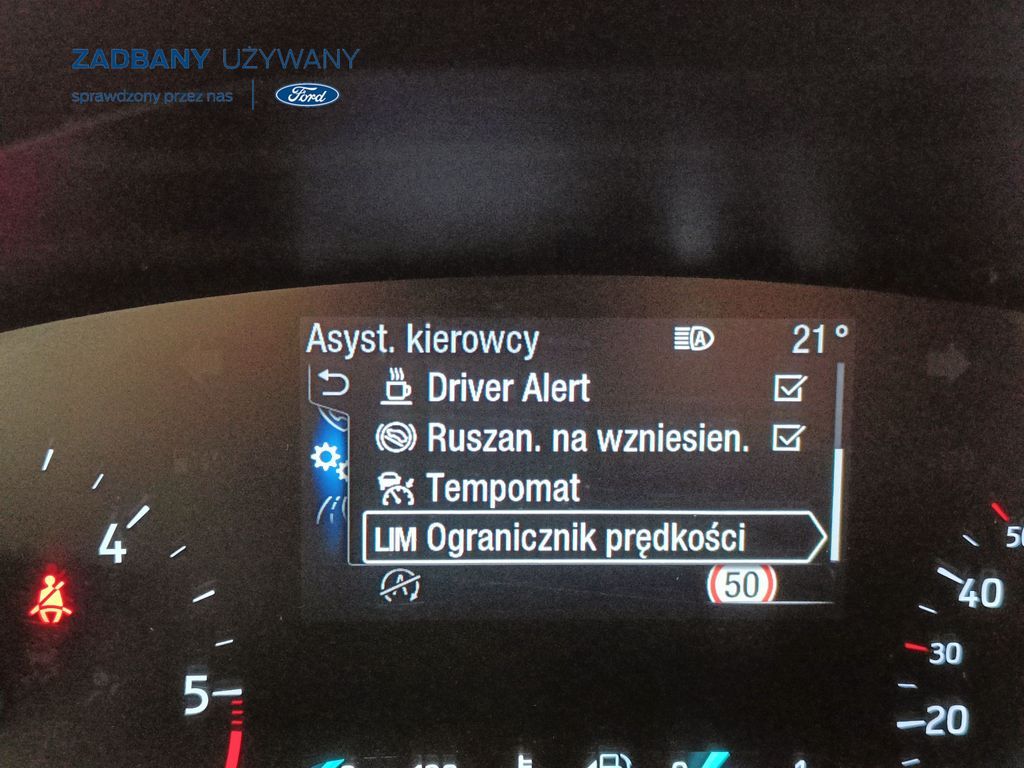 ZADBANY UŻYWANY
sprawdzony przez nas
Ford
Asyst. kierowcy 21°
Driver Alert
Ruszan. na wzniesien.
Tempomat
LIM Ogranicznik prędkości
A
50
4
5
40
30
20